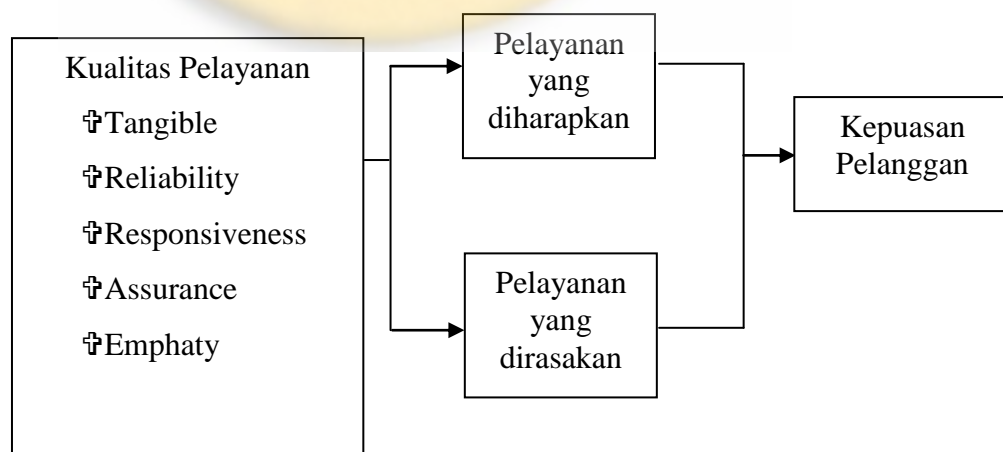 Kualitas Pelayanan
✞Tangible
✞Reliability
✞Responsiveness
✞Assurance
✞Emphaty
Pelayanan
yang
diharapkan
Pelayanan
yang
dirasakan
Kepuasan
Pelanggan